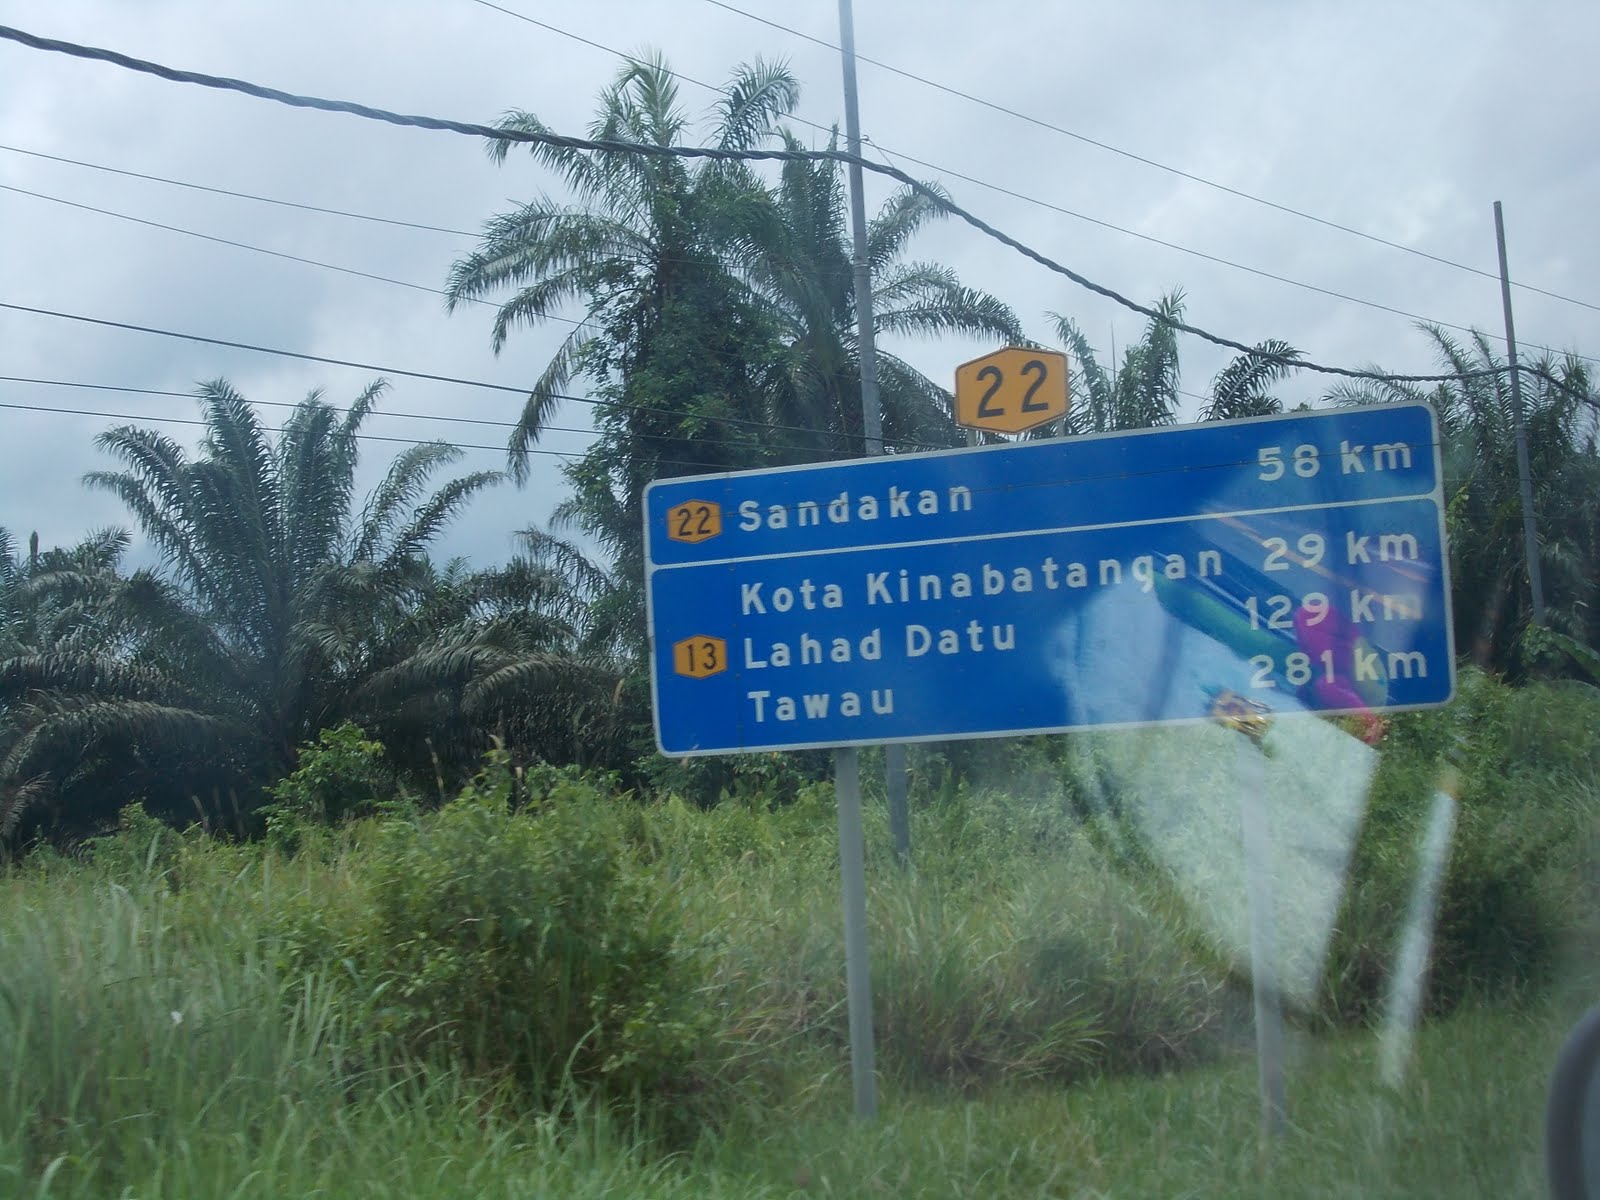 22
22 Sandakan 58 km
Kota Kinabatangan 29 km
13 Lahad Datu 129 km
Tawau 281 km